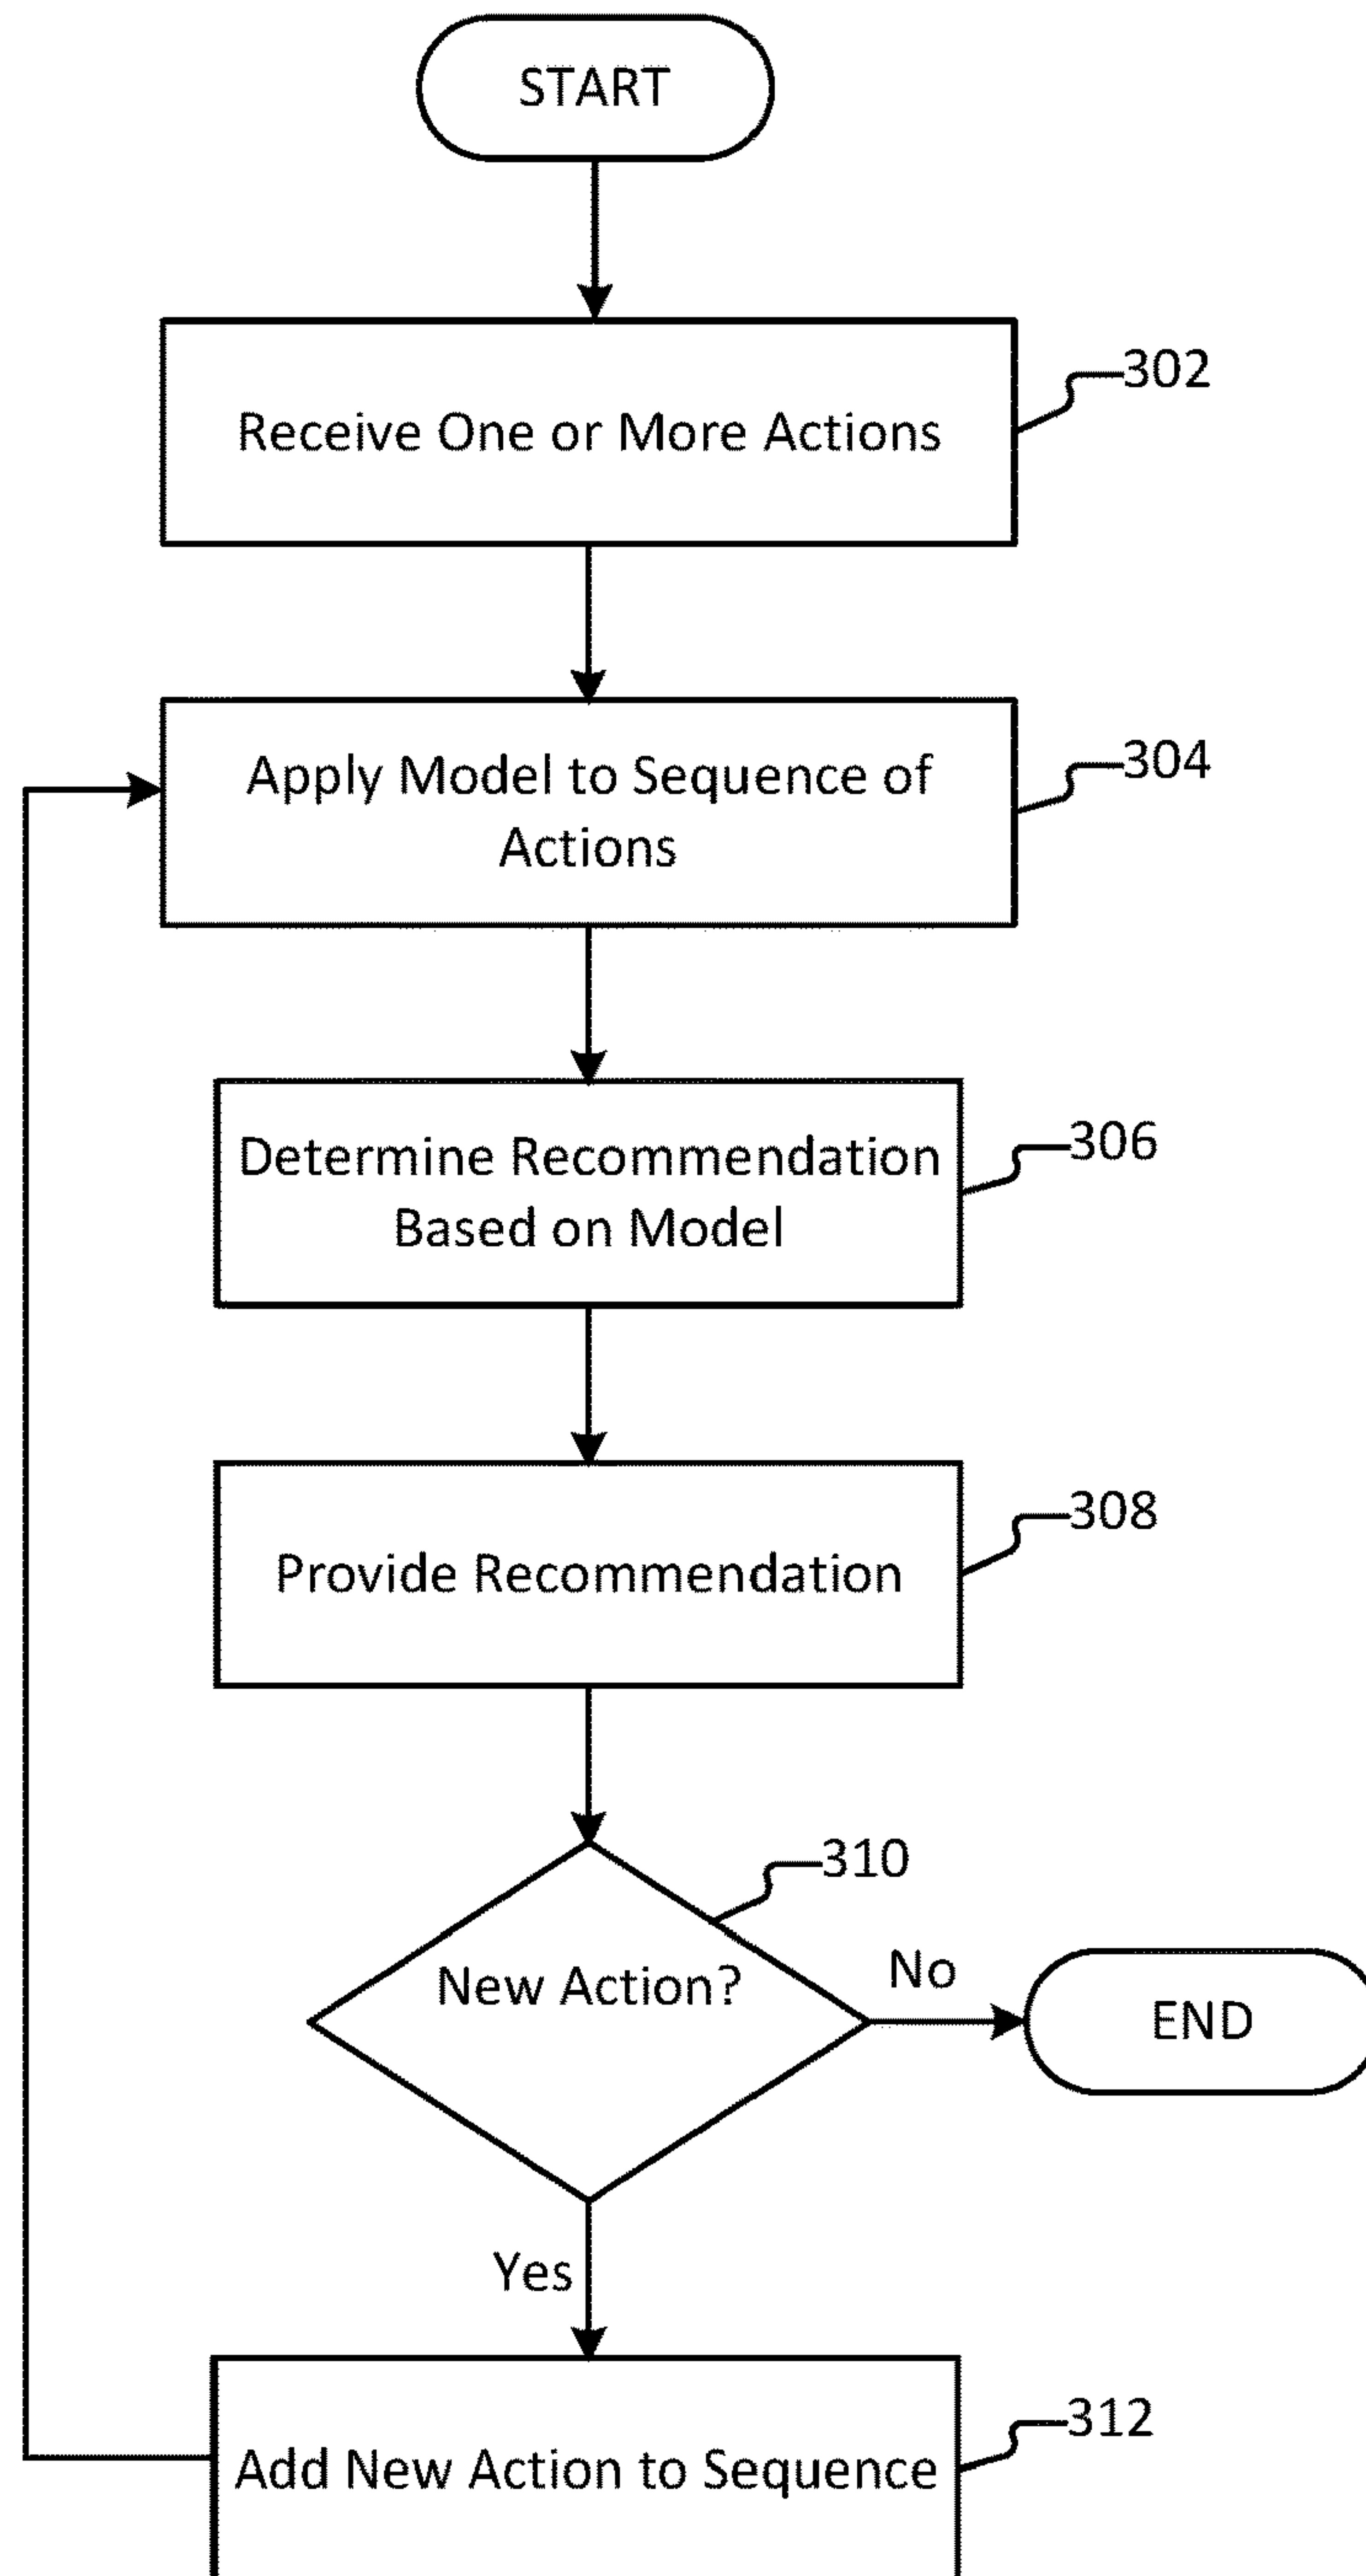 START
Receive One or More Actions
302
Apply Model to Sequence of
Actions
304
Determine Recommendation
Based on Model
306
Provide Recommendation
308
New Action?
310
No
END
Yes
Add New Action to Sequence
312